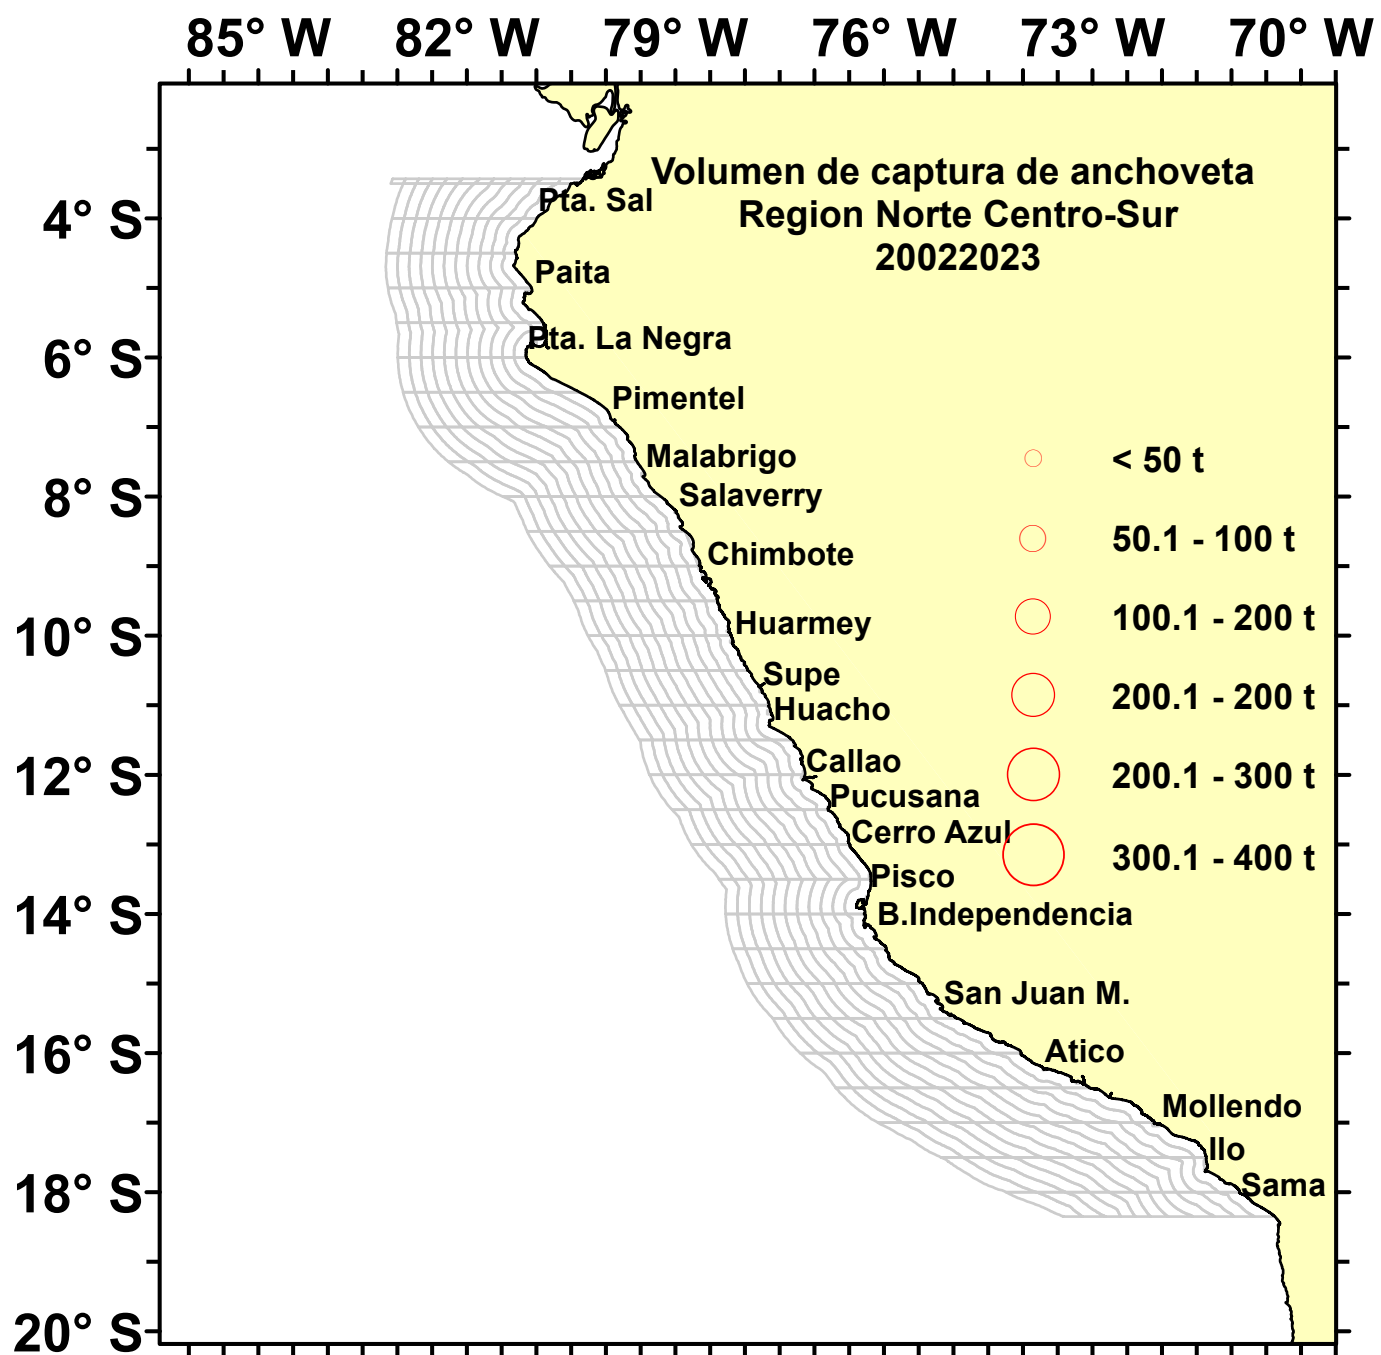 85° W 82° W 79° W 76° W 73° W 70° W
Volumen de captura de anchoveta
Region Norte Centro-Sur
20022023
4° S
6° S
8° S
10° S
12° S
14° S
16° S
18° S
20° S
Pta. Sal
Paita
Pta. La Negra
Pimentel
Malabrigo
Salaverry
Chimbote
Huarmey
Supe
Huacho
Callao
Pucusana
Cerro Azul
Pisco
B.Independencia
San Juan M.
Atico
Mollendo
Ilo
Sama
< 50 t
50.1 - 100 t
100.1 - 200 t
200.1 - 200 t
200.1 - 300 t
300.1 - 400 t